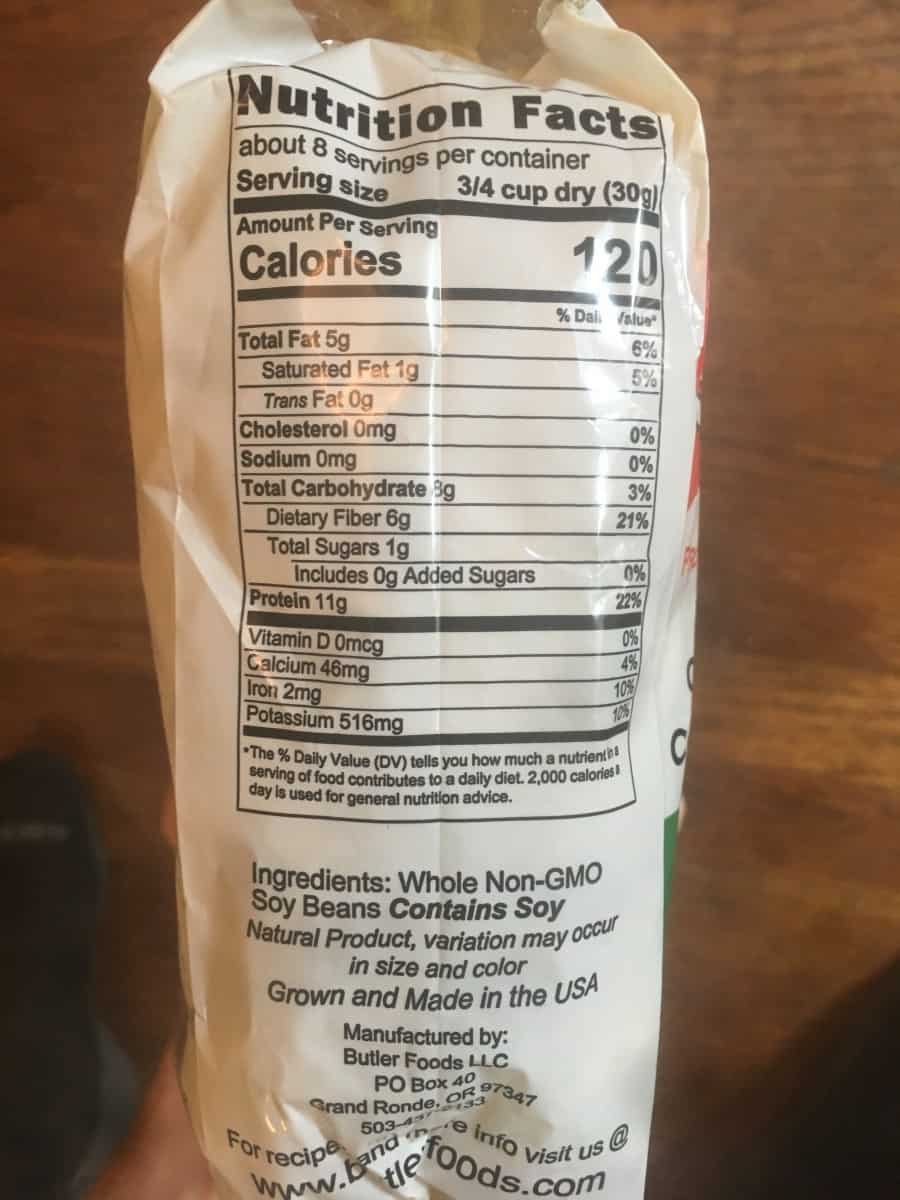 Nutrition Facts
about 8 servings per container
Serving size 3/4 cup dry (30g)
Amount Per Serving
Calories 120
% Daily Value*
Total Fat 5g 6%
Saturated Fat 1g 5%
Trans Fat 0g
Cholesterol 0mg 0%
Sodium 0mg 0%
Total Carbohydrate 8g 3%
Dietary Fiber 6g 21%
Total Sugars 1g
Includes 0g Added Sugars 0%
Protein 11g 22%
Vitamin D 0mcg 0%
Calcium 46mg 4%
Iron 2mg 10%
Potassium 516mg 10%
*The % Daily Value (DV) tells you how much a nutrient in a
serving of food contributes to a daily diet. 2,000 calories a
day is used for general nutrition advice.
Ingredients: Whole Non-GMO
Soy Beans Contains Soy
Natural Product, variation may occur
in size and color
Grown and Made in the USA
Manufactured by:
Butler Foods LLC
PO Box 40
Grand Ronde, OR 97347
For recipe and info visit us @
foods.com